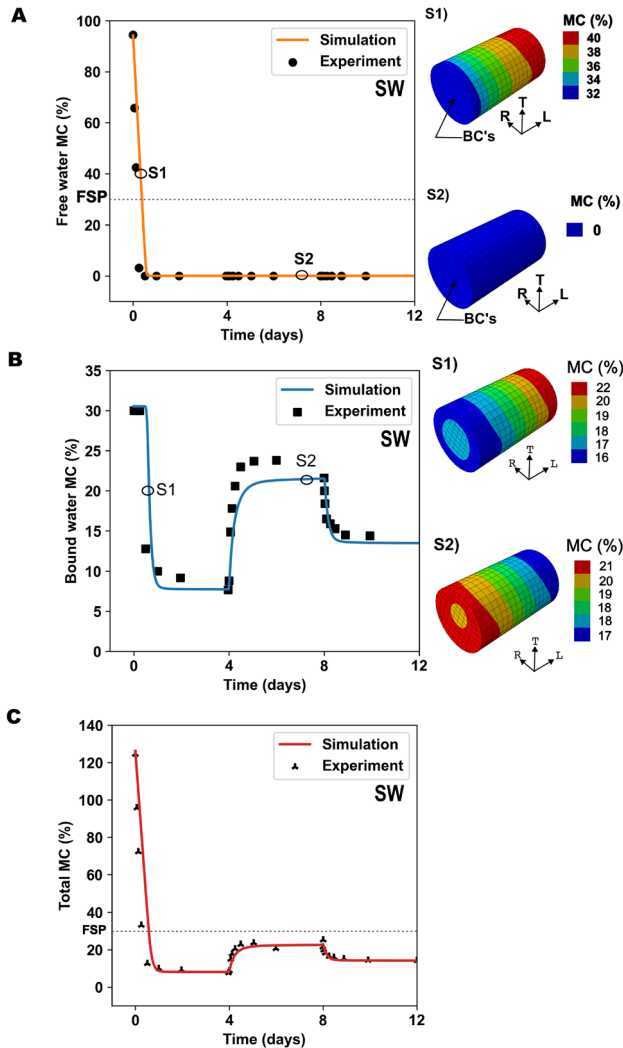 A
Free water MC (%)
100
80
60
40
20
0
FSP
Simulation
Experiment
SW
S1
S2
0
4
8
12
Time (days)
S1)
MC (%)
40
38
36
34
32
T
R
L
BC's
S2)
MC (%)
0
T
R
L
BC's
B
Bound water MC (%)
35
30
25
20
15
10
5
0
Simulation
Experiment
SW
S1
S2
0
4
8
12
Time (days)
S1)
MC (%)
22
20
19
18
17
16
T
R
L
S2)
MC (%)
21
20
19
18
18
17
T
R
L
C
Total MC (%)
140
120
100
80
60
40
20
0
FSP
Simulation
Experiment
SW
0
4
8
12
Time (days)